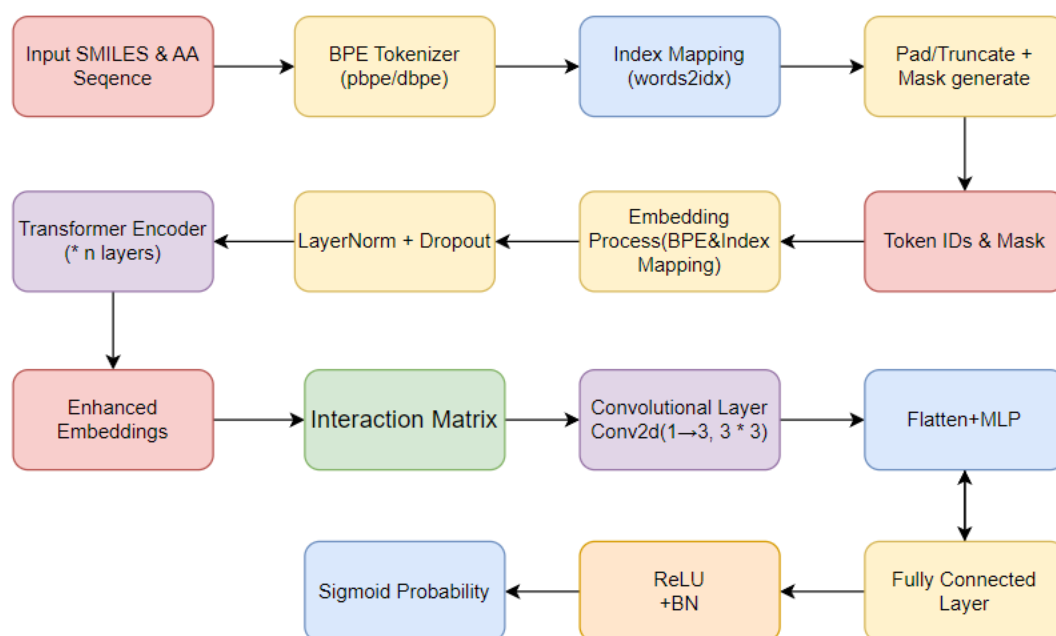 Input SMILES & AA
Seqence
BPE Tokenizer
(pbpe/dbpe)
Index Mapping
(words2idx)
Pad/Truncate +
Mask generate
Transformer Encoder
(* n layers)
LayerNorm + Dropout
Embedding
Process(BPE&Index
Mapping)
Token IDs & Mask
Enhanced
Embeddings
Interaction Matrix
Convolutional Layer
Conv2d(1→3, 3 * 3)
Flatten+MLP
Sigmoid Probability
ReLU
+BN
Fully Connected
Layer